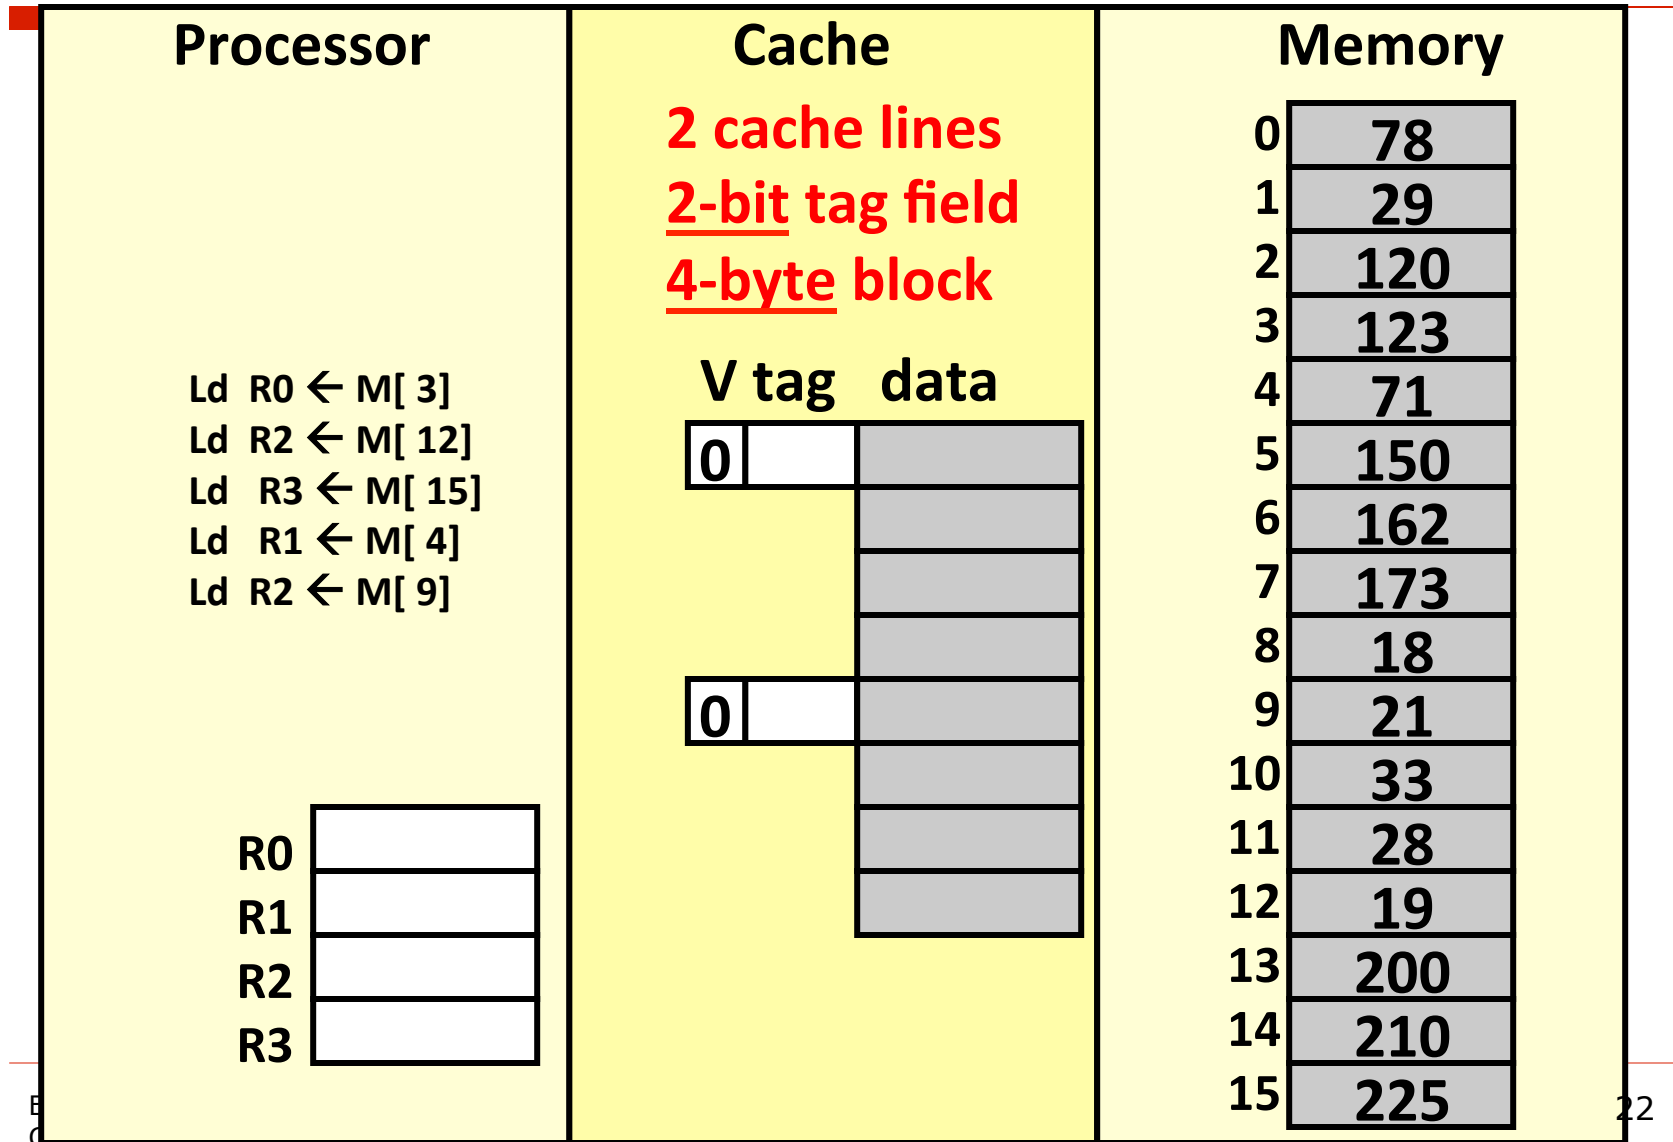 Processor
Ld R0 ← M[ 3]
Ld R2 ← M[ 12]
Ld R3 ← M[ 15]
Ld R1 ← M[ 4]
Ld R2 ← M[ 9]
R0
R1
R2
R3
Cache
2 cache lines
2-bit tag field
4-byte block
V tag data
0
0
Memory
0 78
1 29
2 120
3 123
4 71
5 150
6 162
7 173
8 18
9 21
10 33
11 28
12 19
13 200
14 210
15 225
22